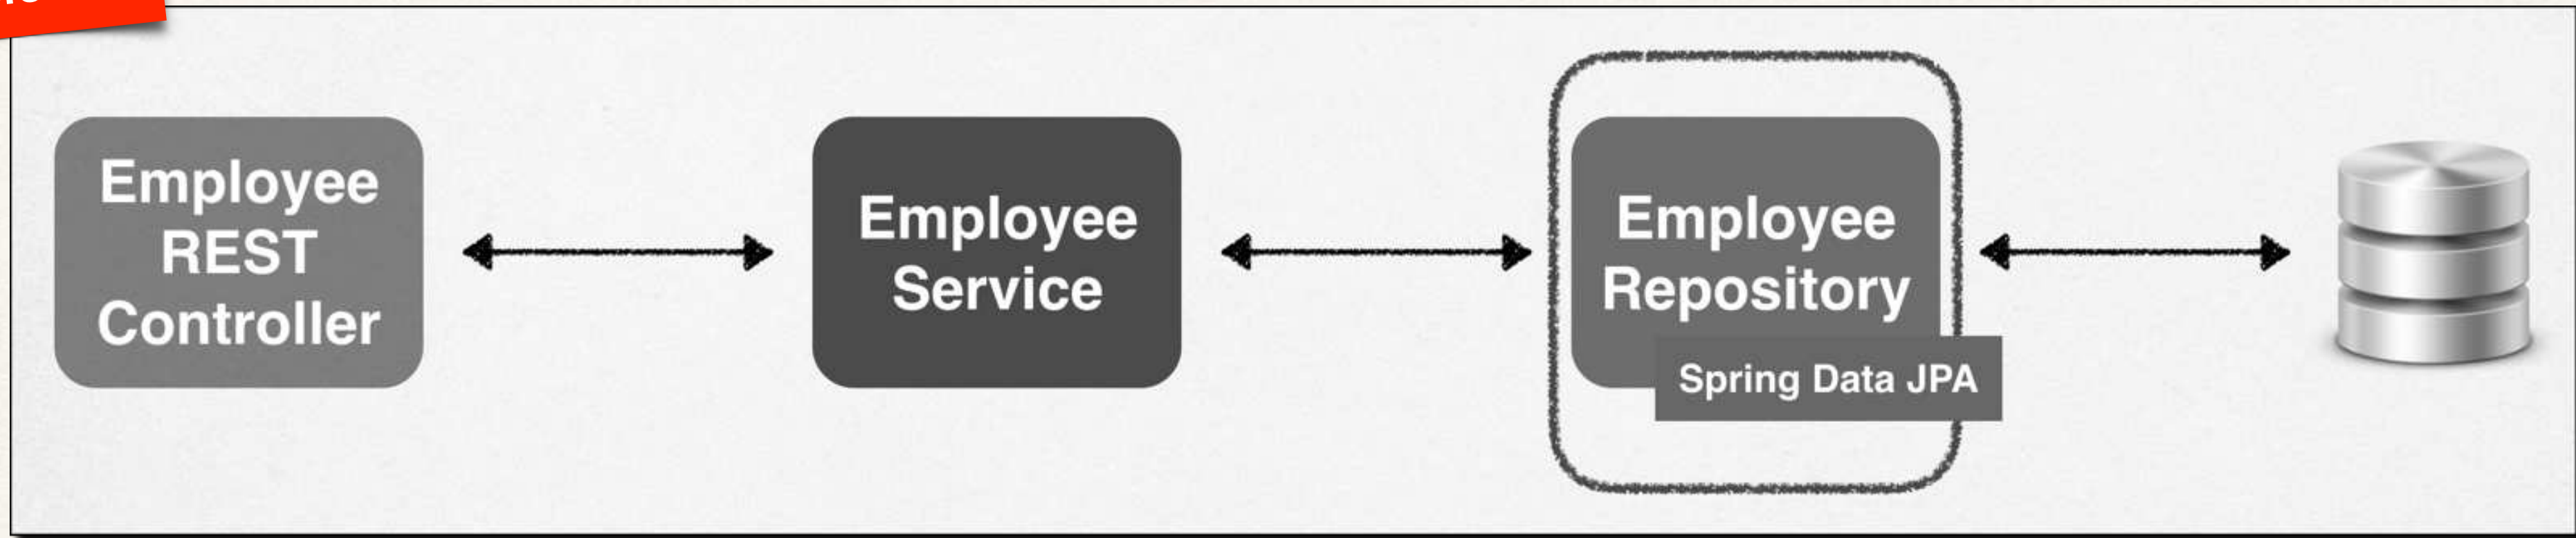 Employee
REST
Controller
Employee
Service
Employee
Repository
Spring Data JPA